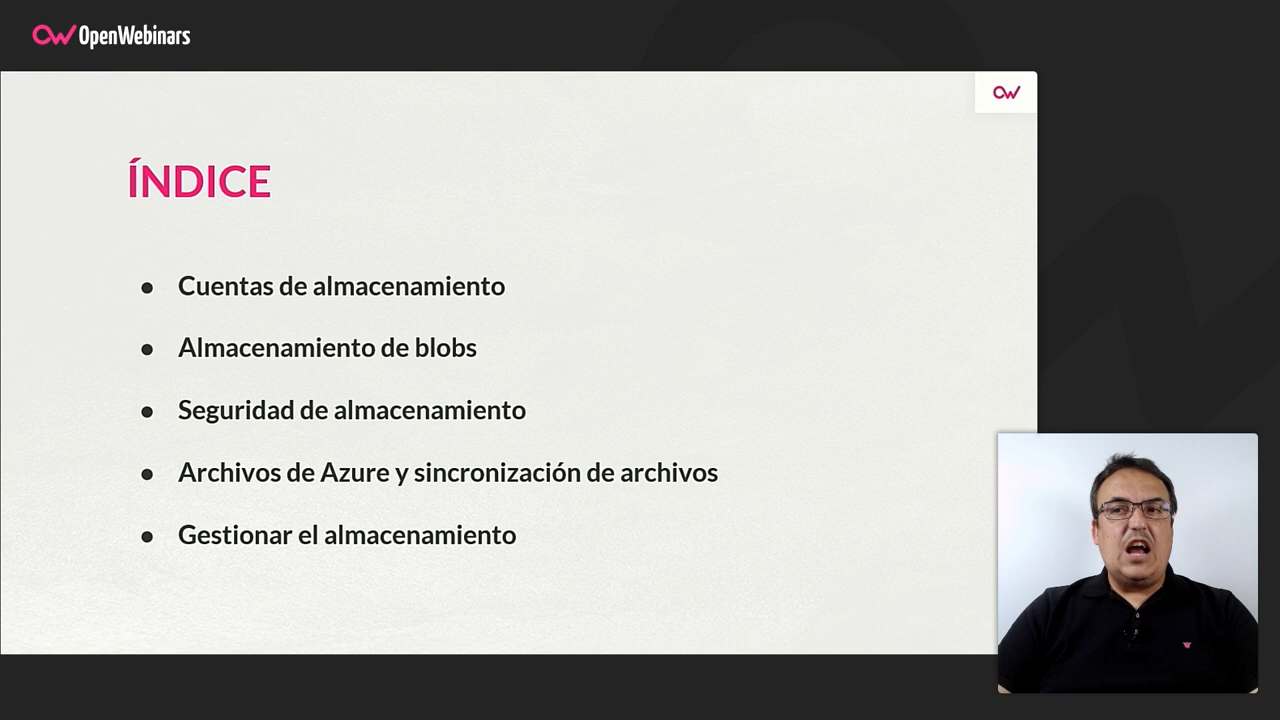 OpenWebinars
ÍNDICE
● Cuentas de almacenamiento
● Almacenamiento de blobs
● Seguridad de almacenamiento
● Archivos de Azure y sincronización de archivos
● Gestionar el almacenamiento